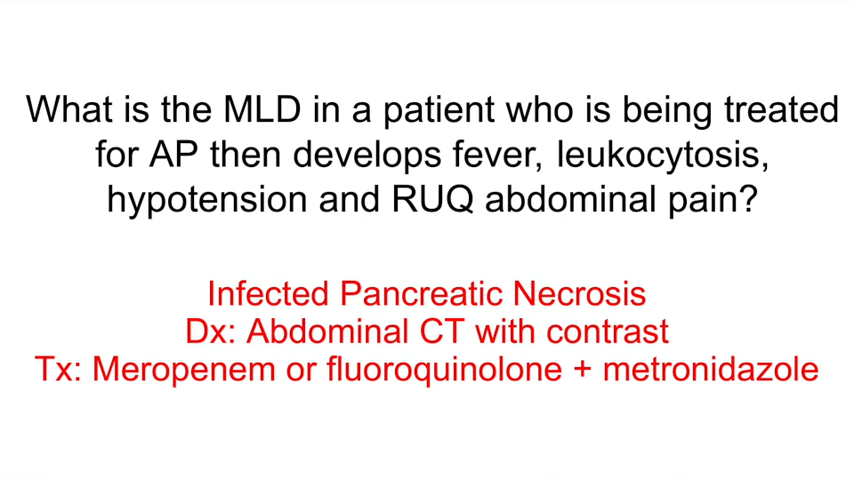 What is the MLD in a patient who is being treated
for AP then develops fever, leukocytosis,
hypotension and RUQ abdominal pain?
Infected Pancreatic Necrosis
Dx: Abdominal CT with contrast
Tx: Meropenem or fluoroquinolone + metronidazole